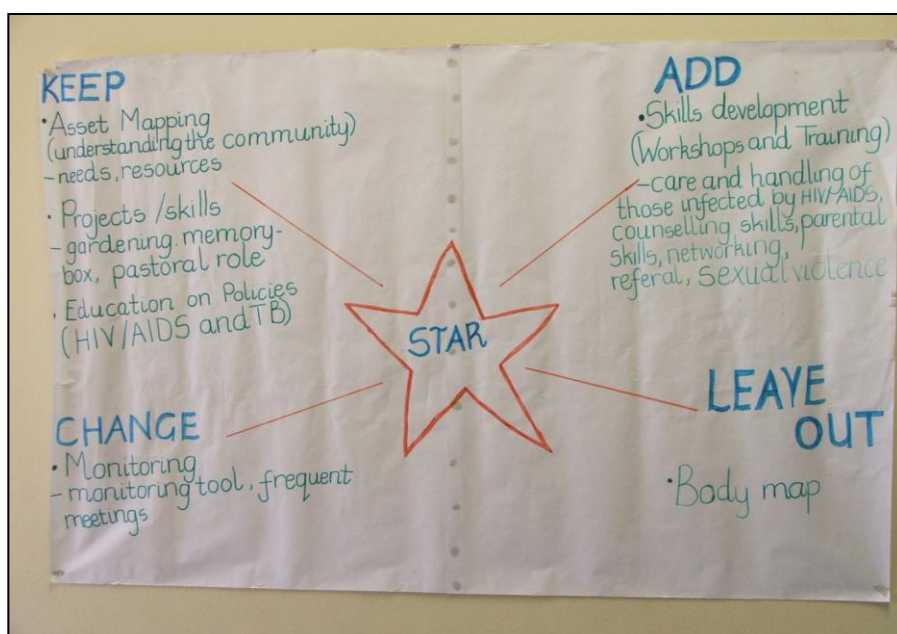 KEEP
•Asset Mapping
(understanding the community)
-needs, resources
• Projects/skills
- gardening. memory-
box, pastoral role
• Education on Policies
(HIV/AIDS and TB)
ADD
•Skills development
(Workshops and Training)
-care and handling of
those infected by HIV/AIDS,
counselling skills, parental
skills, networking,
referal, sexual violence
STAR
CHANGE
• Monitoring
- monitoring tool, frequent
meetings
LEAVE
OUT
•Body map